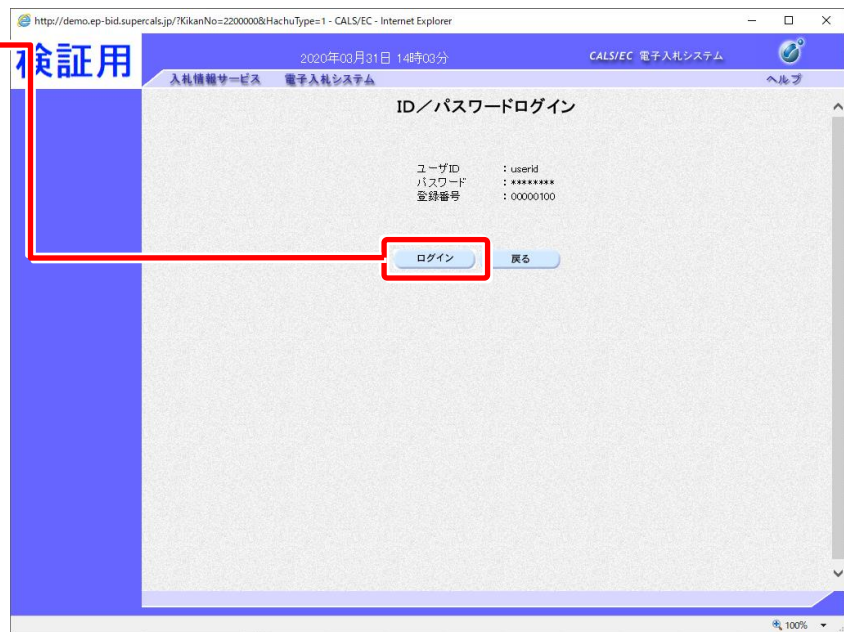 http://demo.ep-bid.supercals.jp/?KikanNo=2200000&HachuType=1 - CALS/EC - Internet Explorer
検証用
2020年03月31日 14時03分
CALS/EC 電子入札システム
入札情報サービス 電子入札システム
ヘルプ
ID／パスワードログイン
ユーザID : userid
パスワード : ********
登録番号 : 00000100
ログイン 戻る
100%